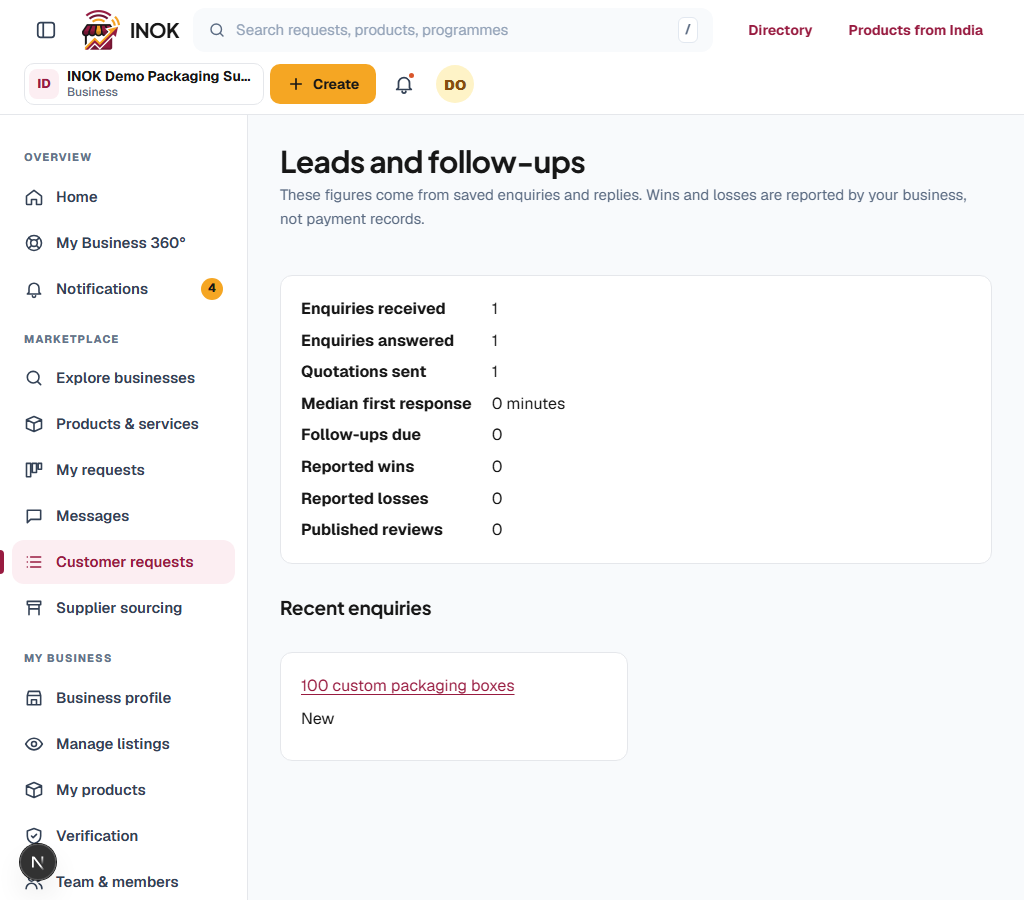 INOK
Search requests, products, programmes
/
Directory
Products from India
ID
INOK Demo Packaging Su...
Business
+ Create
DO
OVERVIEW
Home
My Business 360°
Notifications
4
MARKETPLACE
Explore businesses
Products & services
My requests
Messages
Customer requests
Supplier sourcing
MY BUSINESS
Business profile
Manage listings
My products
Verification
N
Team & members
Leads and follow-ups
These figures come from saved enquiries and replies. Wins and losses are reported by your business,
not payment records.
Enquiries received 1
Enquiries answered 1
Quotations sent 1
Median first response 0 minutes
Follow-ups due 0
Reported wins 0
Reported losses 0
Published reviews 0
Recent enquiries
100 custom packaging boxes
New